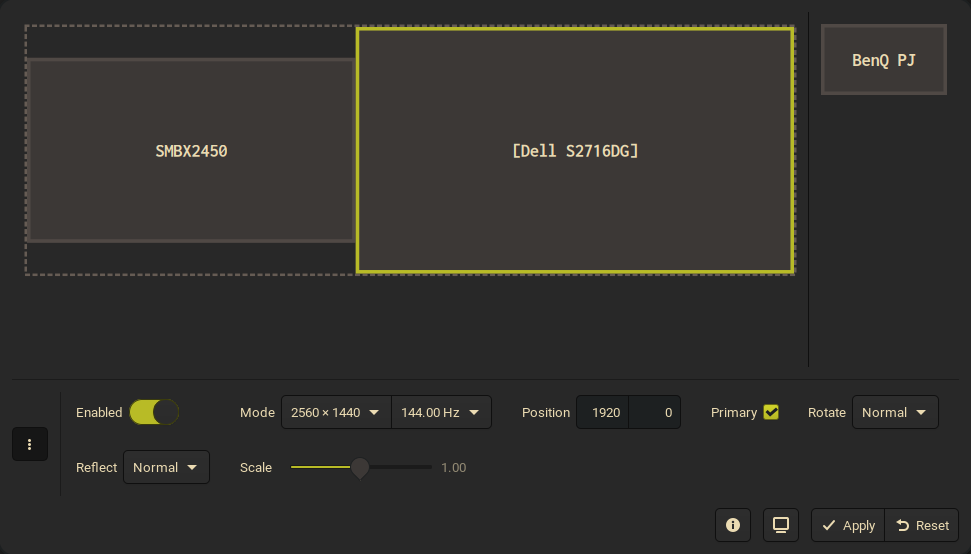 BenQ PJ
SMBX2450
[Dell S2716DG]
Enabled
Mode 2560 × 1440 144.00 Hz
Position 1920 0
Primary
Rotate Normal
Reflect Normal
Scale 1.00
Apply Reset